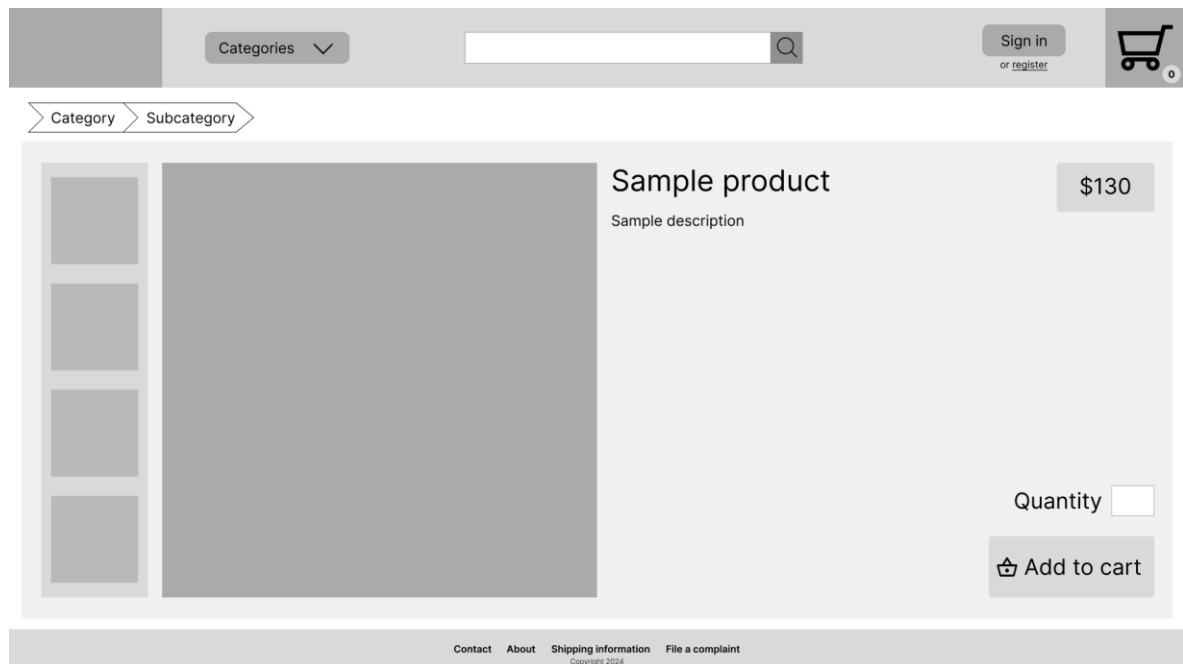 Categories
Sign in
or register
0
Category
Subcategory
Sample product
$130
Sample description
Quantity
Add to cart
Contact About Shipping information File a complaint
Copyright 2024